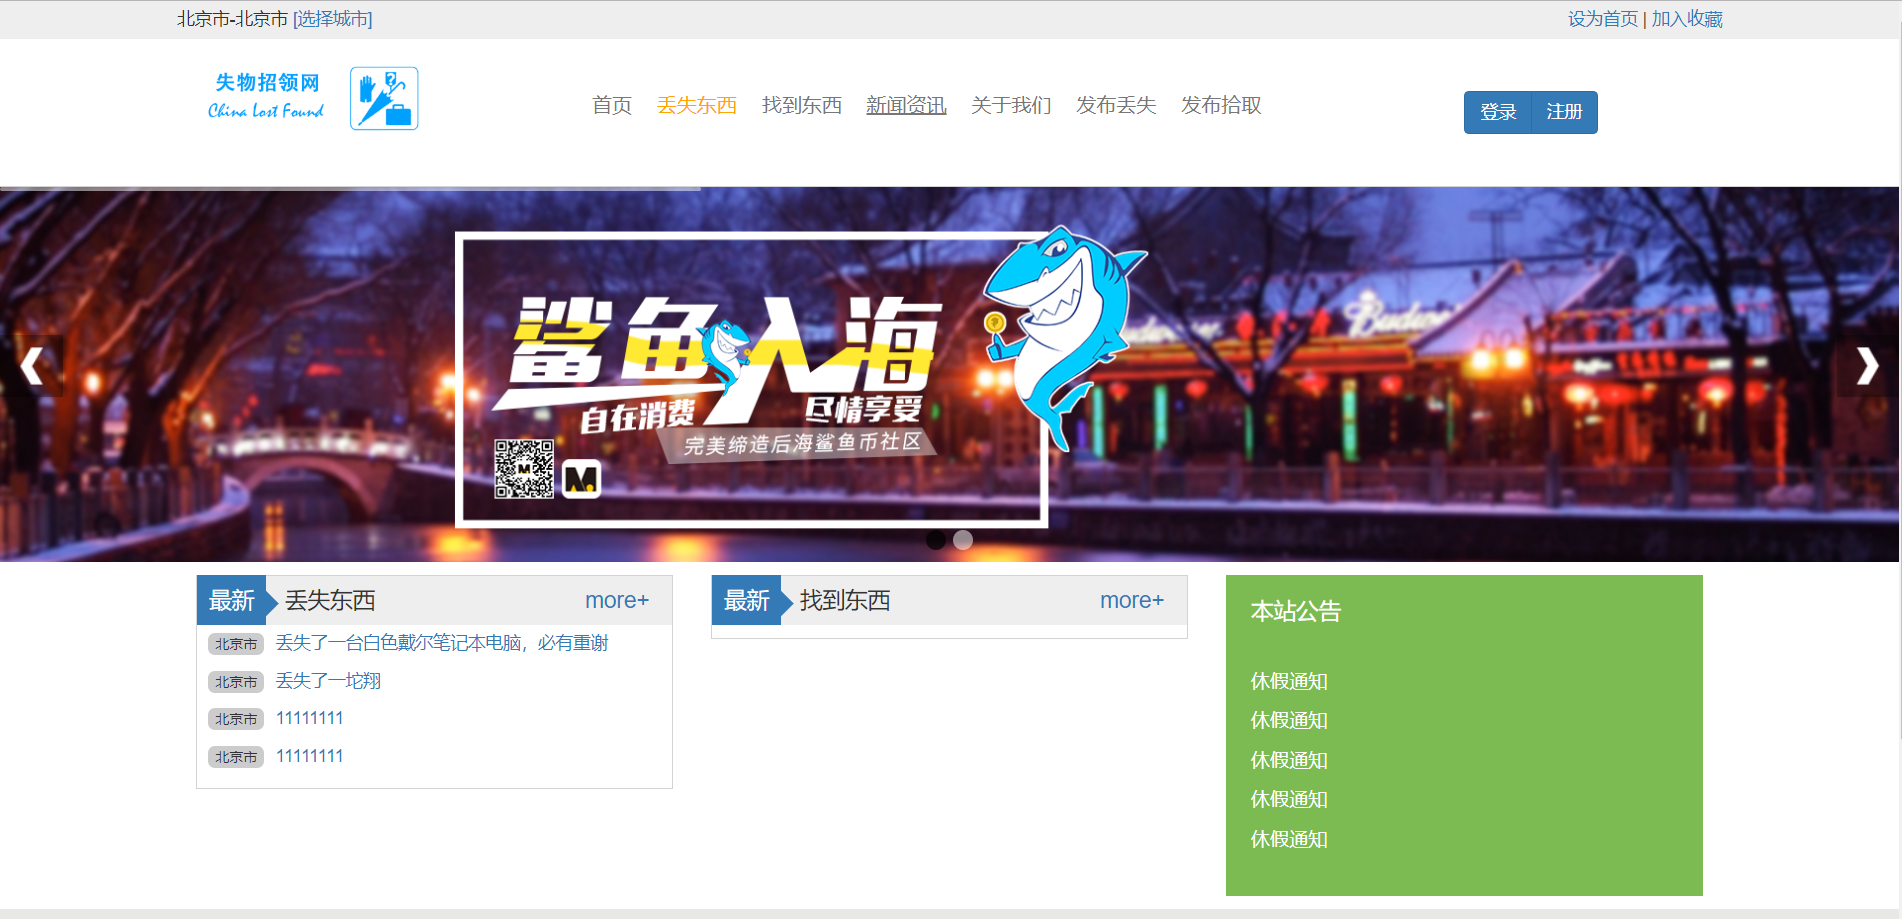 北京市-北京市 [选择城市]
设为首页 | 加入收藏
失物招领网
China Lost Found
首页 丢失东西 找到东西 新闻资讯 关于我们 发布丢失 发布拾取
登录 注册
鲨鱼入海
自在消费 尽情享受
完美缔造后海鲨鱼币社区
最新 丢失东西 more+
北京市 丢失了一台白色戴尔笔记本电脑，必有重谢
北京市 丢失了一坨翔
北京市 11111111
北京市 11111111
最新 找到东西 more+
本站公告
休假通知
休假通知
休假通知
休假通知
休假通知